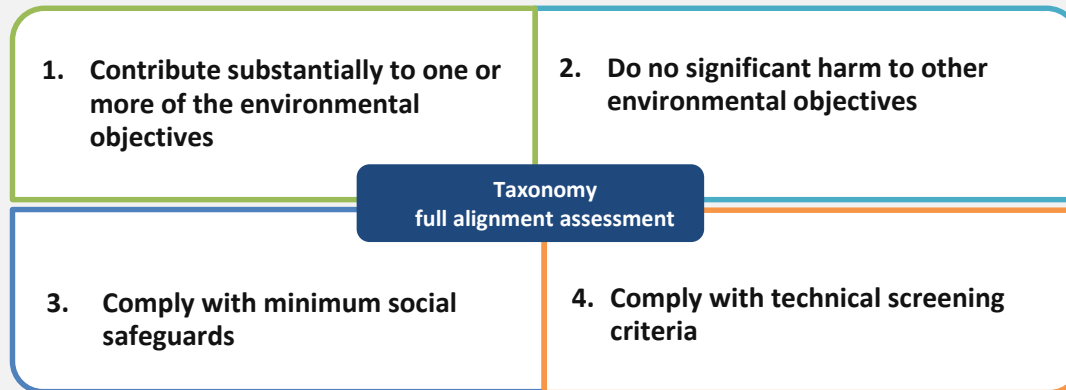 1. Contribute substantially to one or
more of the environmental
objectives
2. Do no significant harm to other
environmental objectives
Taxonomy
full alignment assessment
3. Comply with minimum social
safeguards
4. Comply with technical screening
criteria